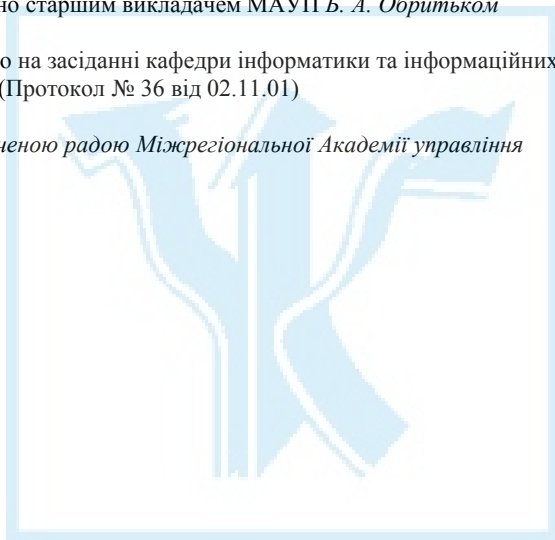 но старшим викладачем МАУП Б. А. Обритьком
о на засіданні кафедри інформатики та інформаційних
(Протокол № 36 від 02.11.01)
ченою радою Міжрегіональної Академії управління